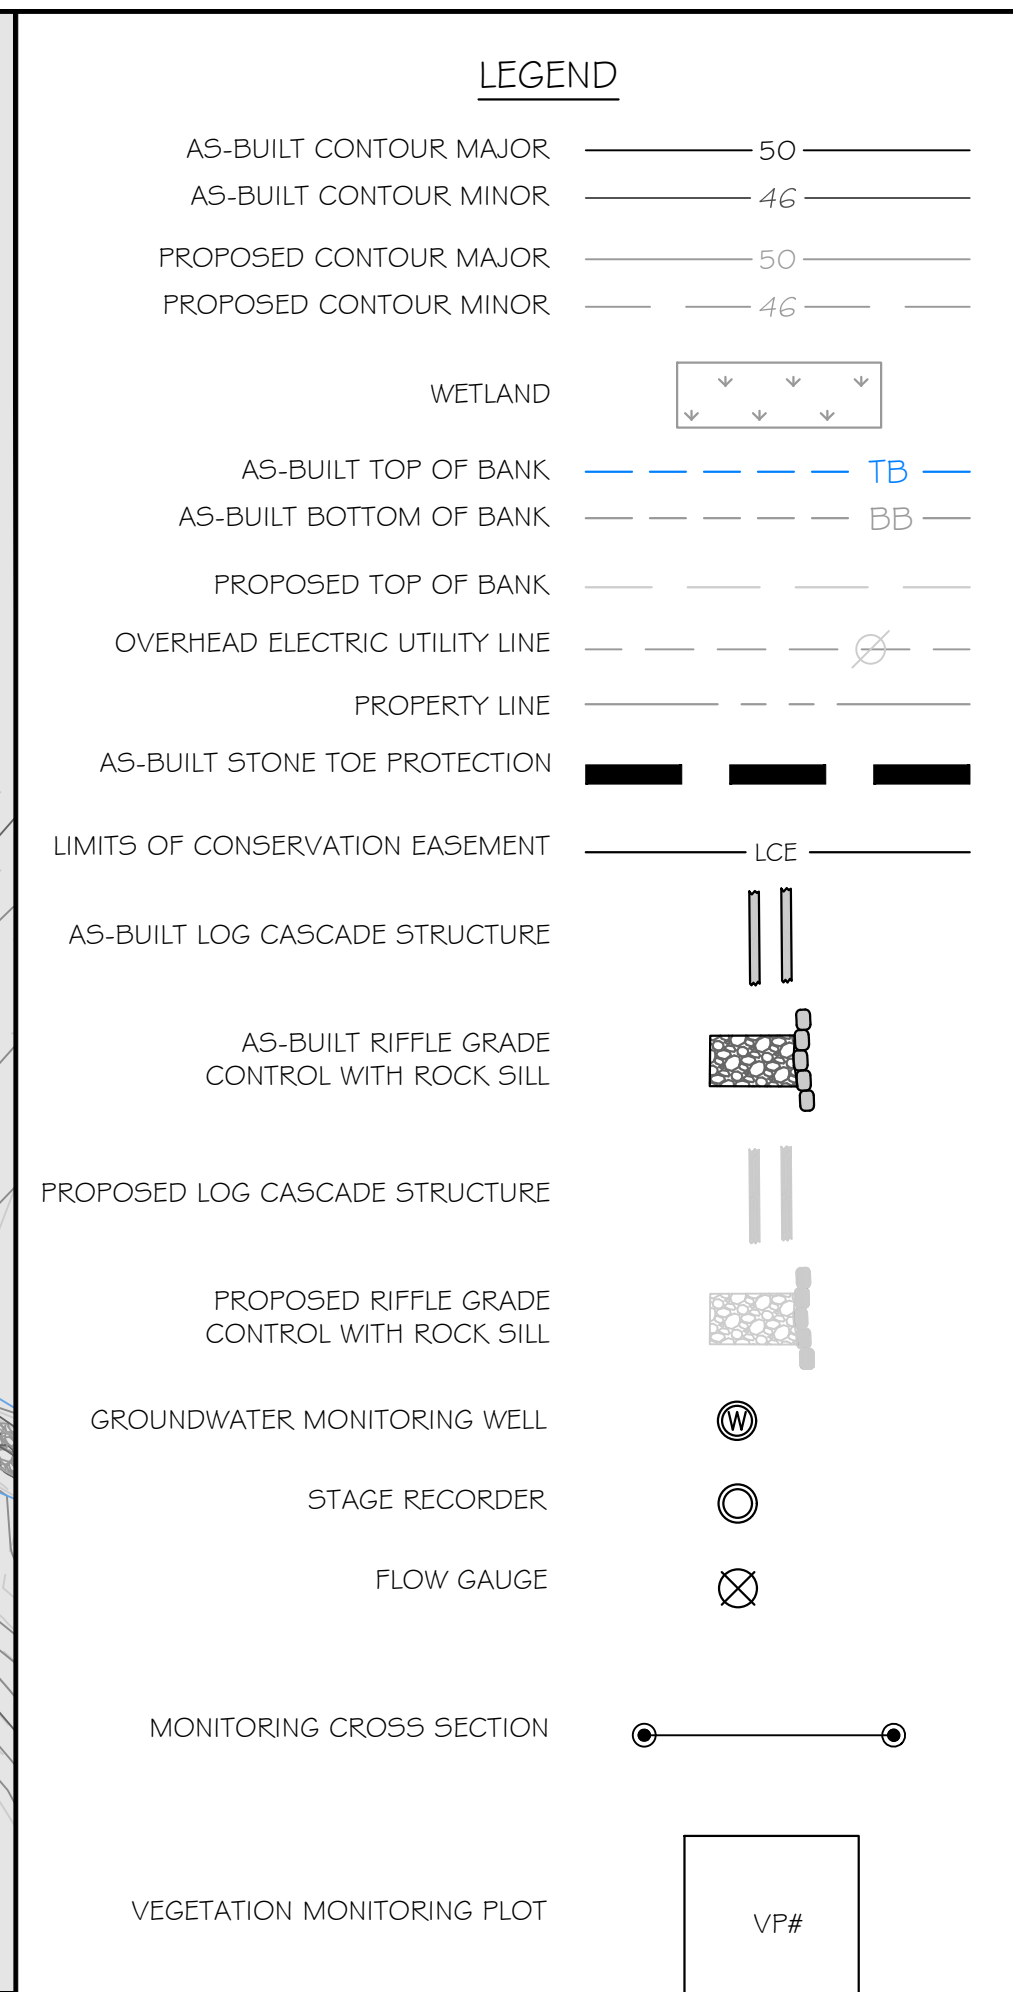 LEGEND
AS-BUILT CONTOUR MAJOR 50
AS-BUILT CONTOUR MINOR 46
PROPOSED CONTOUR MAJOR 50
PROPOSED CONTOUR MINOR 46
WETLAND
AS-BUILT TOP OF BANK TB
AS-BUILT BOTTOM OF BANK BB
PROPOSED TOP OF BANK
OVERHEAD ELECTRIC UTILITY LINE
PROPERTY LINE
AS-BUILT STONE TOE PROTECTION
LIMITS OF CONSERVATION EASEMENT LCE
AS-BUILT LOG CASCADE STRUCTURE
AS-BUILT RIFFLE GRADE
CONTROL WITH ROCK SILL
PROPOSED LOG CASCADE STRUCTURE
PROPOSED RIFFLE GRADE
CONTROL WITH ROCK SILL
GROUNDWATER MONITORING WELL W
STAGE RECORDER
FLOW GAUGE
MONITORING CROSS SECTION
VEGETATION MONITORING PLOT VP#